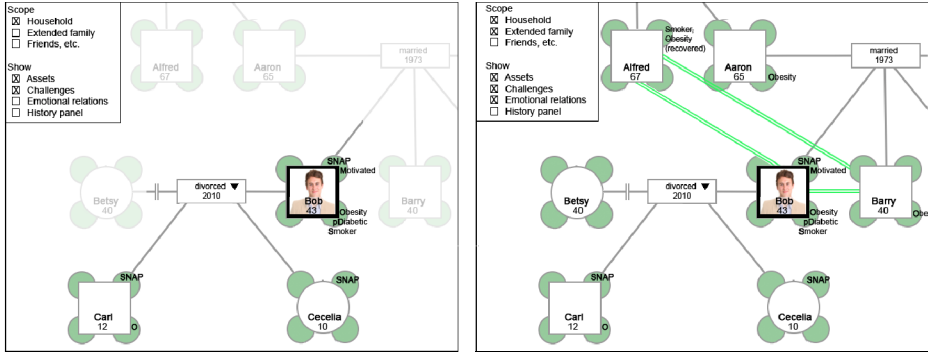 Scope
☒ Household
☐ Extended family
☐ Friends, etc.
Show
☒ Assets
☒ Challenges
☐ Emotional relations
☐ History panel
Alfred
67
Aaron
65
married
1973
SNAP
Motivated
Betsy
40
divorced ▼
2010
Bob
43
Obesity
pDiabetic
Smoker
Barry
40
SNAP
Carl
12
O
SNAP
Cecelia
10
Scope
☒ Household
☒ Extended family
☐ Friends, etc.
Show
☒ Assets
☒ Challenges
☒ Emotional relations
☐ History panel
Smoker,
Obesity
(recovered)
Alfred
67
Aaron
65
Obesity
married
1973
SNAP
Motivated
Betsy
40
divorced ▼
2010
Bob
43
Obesity
pDiabetic
Smoker
Barry
40
Obe
SNAP
Carl
12
O
SNAP
Cecelia
10